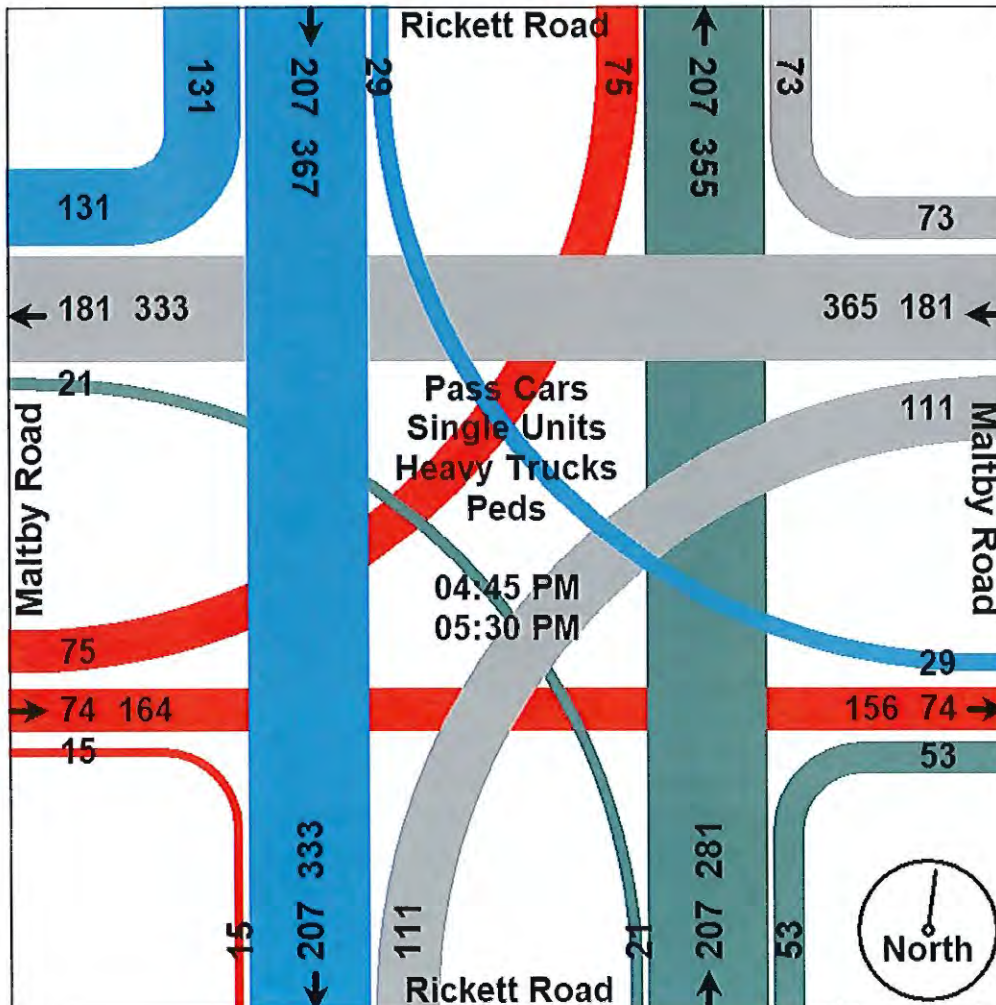 Rickett Road
131
207 367
29
75
207 355
73
131
73
181 333
365 181
21
111
Pass Cars
Single Units
Heavy Trucks
Peds
Maltby Road
Maltby Road
04:45 PM
05:30 PM
75
29
74 164
156 74
15
53
15
207 333
111
21
207 281
53
North
Rickett Road